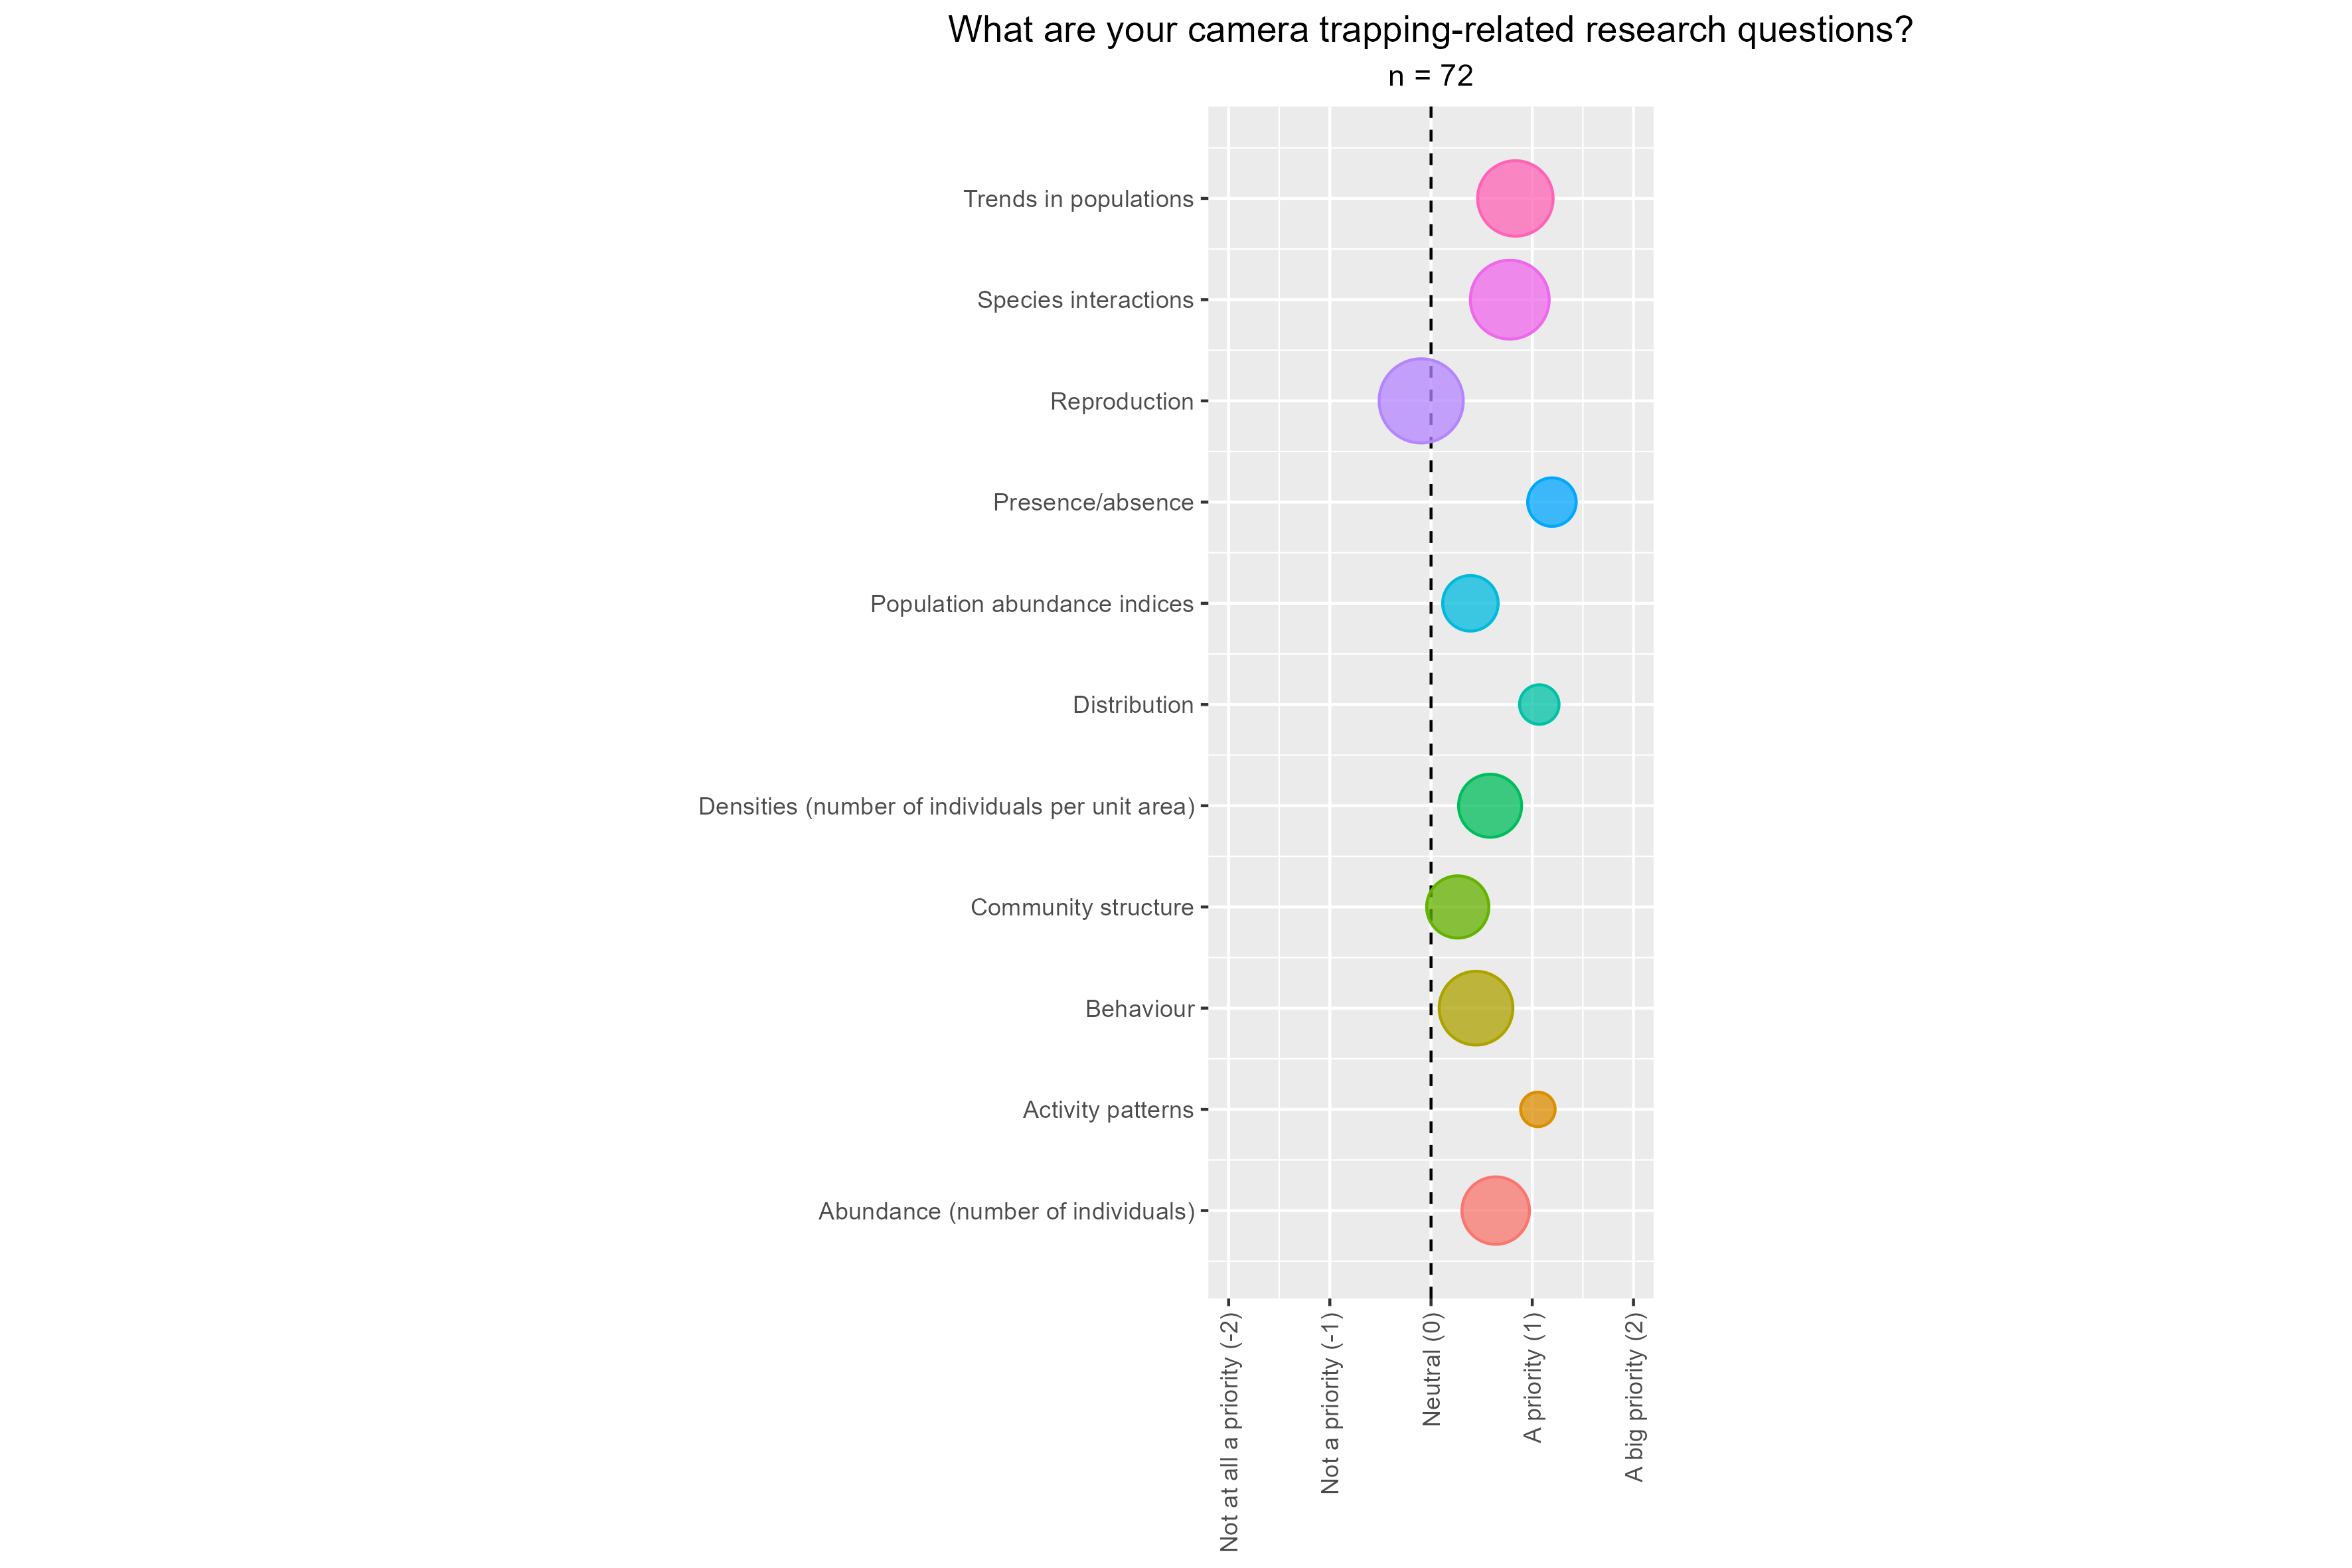 What are your camera trapping-related research questions?
n = 72
Trends in populations
Species interactions
Reproduction
Presence/absence
Population abundance indices
Distribution
Densities (number of individuals per unit area)
Community structure
Behaviour
Activity patterns
Abundance (number of individuals)
Not at all a priority (-2)
Not a priority (-1)
Neutral (0)
A priority (1)
A big priority (2)